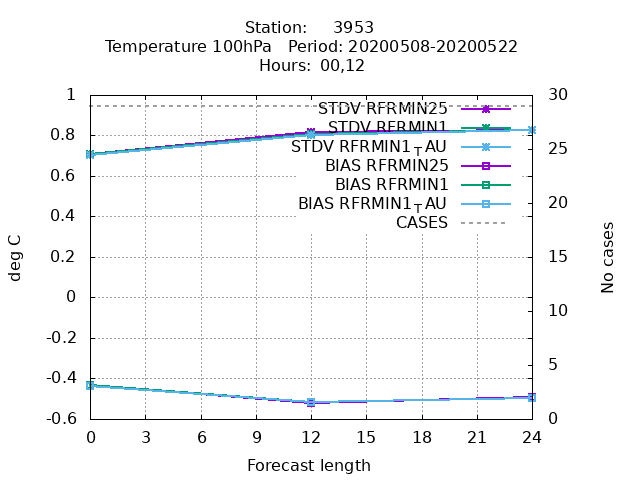 Station: 3953
Temperature 100hPa Period: 20200508-20200522
Hours: 00,12
1
0.8
0.6
0.4
0.2
0
-0.2
-0.4
-0.6
deg C
30
25
20
15
10
5
0
No cases
STDV RFRMIN25
STDV RFRMIN1
STDV RFRMIN1_TAU
BIAS RFRMIN25
BIAS RFRMIN1
BIAS RFRMIN1_TAU
CASES
0 3 6 9 12 15 18 21 24
Forecast length